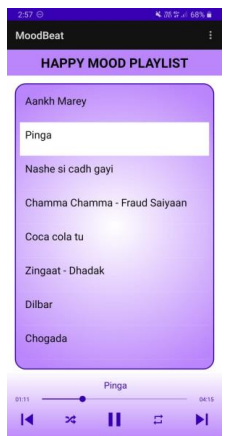 2:57
68%
MoodBeat
HAPPY MOOD PLAYLIST
Aankh Marey
Pinga
Nashe si cadh gayi
Chamma Chamma - Fraud Saiyaan
Coca cola tu
Zingaat - Dhadak
Dilbar
Chogada
Pinga
01:11
04:15